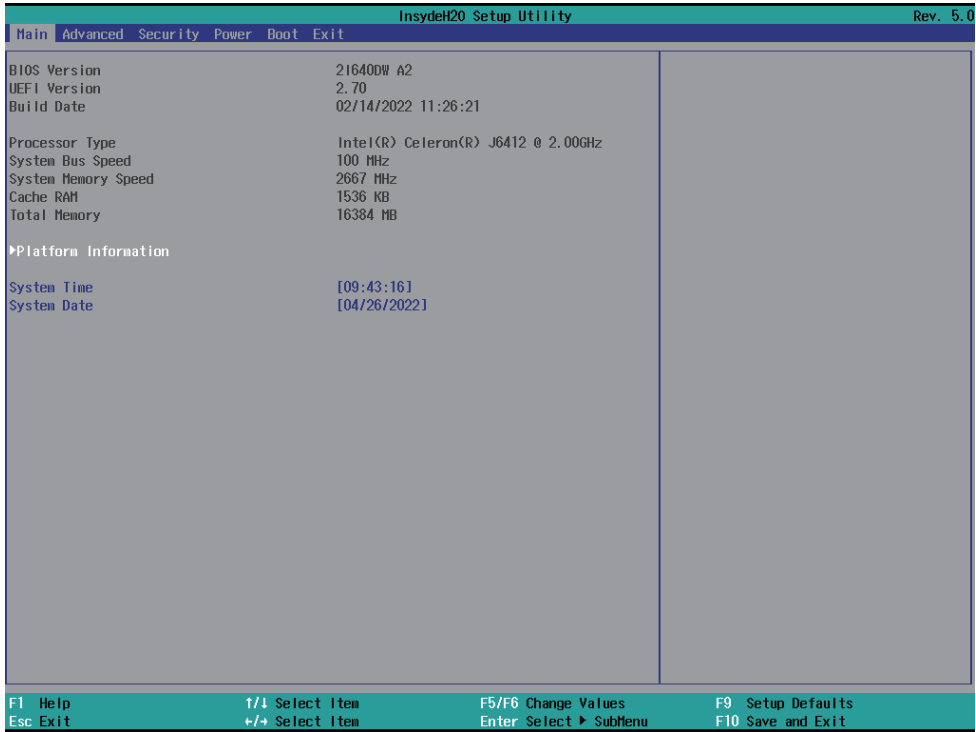 InsydeH20 Setup Utility Rev. 5.0
Main Advanced Security Power Boot Exit
BIOS Version 21640DW A2
UEFI Version 2.70
Build Date 02/14/2022 11:26:21
Processor Type Intel(R) Celeron(R) J6412 @ 2.00GHz
System Bus Speed 100 MHz
System Memory Speed 2667 MHz
Cache RAM 1536 KB
Total Memory 16384 MB
▶Platform Information
System Time [09:43:16]
System Date [04/26/2022]
F1 Help ↑/↓ Select Item F5/F6 Change Values F9 Setup Defaults
Esc Exit ←/→ Select Item Enter Select ▶ SubMenu F10 Save and Exit